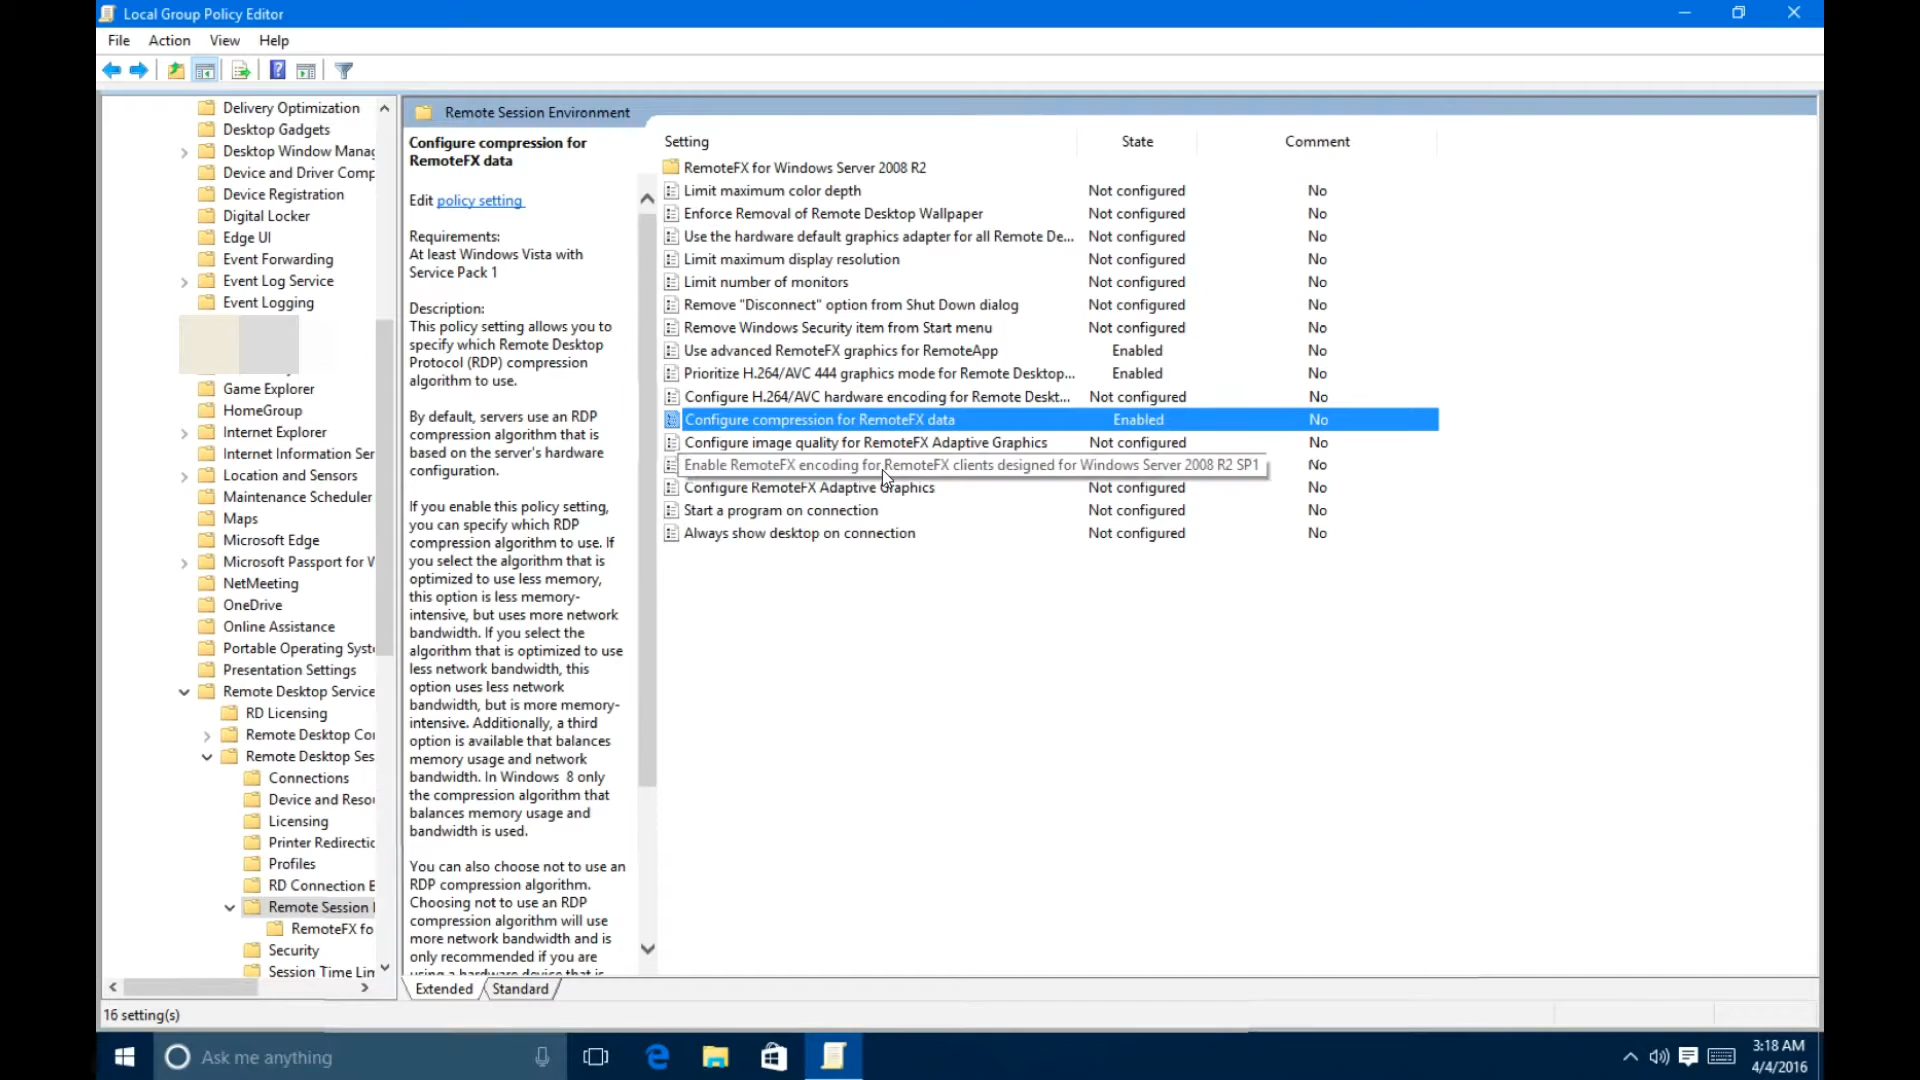 Local Group Policy Editor
File Action View Help
Delivery Optimization
Desktop Gadgets
Desktop Window Manag
Device and Driver Comp
Device Registration
Digital Locker
Edge UI
Event Forwarding
Event Log Service
Event Logging
Game Explorer
HomeGroup
Internet Explorer
Internet Information Ser
Location and Sensors
Maintenance Scheduler
Maps
Microsoft Edge
Microsoft Passport for W
NetMeeting
OneDrive
Online Assistance
Portable Operating Syste
Presentation Settings
Remote Desktop Service
RD Licensing
Remote Desktop Con
Remote Desktop Ses
Connections
Device and Resou
Licensing
Printer Redirectio
Profiles
RD Connection B
Remote Session
RemoteFX fo
Security
Session Time Lim
Remote Session Environment
Configure compression for
RemoteFX data
Edit policy setting
Requirements:
At least Windows Vista with
Service Pack 1
Description:
This policy setting allows you to
specify which Remote Desktop
Protocol (RDP) compression
algorithm to use.
By default, servers use an RDP
compression algorithm that is
based on the server's hardware
configuration.
If you enable this policy setting,
you can specify which RDP
compression algorithm to use. If
you select the algorithm that is
optimized to use less memory,
this option is less memory-
intensive, but uses more network
bandwidth. If you select the
algorithm that is optimized to use
less network bandwidth, this
option uses less network
bandwidth, but is more memory-
intensive. Additionally, a third
option is available that balances
memory usage and network
bandwidth. In Windows 8 only
the compression algorithm that
balances memory usage and
bandwidth is used.
You can also choose not to use an
RDP compression algorithm.
Choosing not to use an RDP
compression algorithm will use
more network bandwidth and is
only recommended if you are
using a hardware device that is
Setting State Comment
RemoteFX for Windows Server 2008 R2
Limit maximum color depth Not configured No
Enforce Removal of Remote Desktop Wallpaper Not configured No
Use the hardware default graphics adapter for all Remote De... Not configured No
Limit maximum display resolution Not configured No
Limit number of monitors Not configured No
Remove "Disconnect" option from Shut Down dialog Not configured No
Remove Windows Security item from Start menu Not configured No
Use advanced RemoteFX graphics for RemoteApp Enabled No
Prioritize H.264/AVC 444 graphics mode for Remote Desktop... Enabled No
Configure H.264/AVC hardware encoding for Remote Deskt... Not configured No
Configure compression for RemoteFX data Enabled No
Configure image quality for RemoteFX Adaptive Graphics Not configured No
Enable RemoteFX encoding for RemoteFX clients designed for Windows Server 2008 R2 SP1 No
Configure RemoteFX Adaptive Graphics Not configured No
Start a program on connection Not configured No
Always show desktop on connection Not configured No
Extended Standard
16 setting(s)
Ask me anything
3:18 AM
4/4/2016